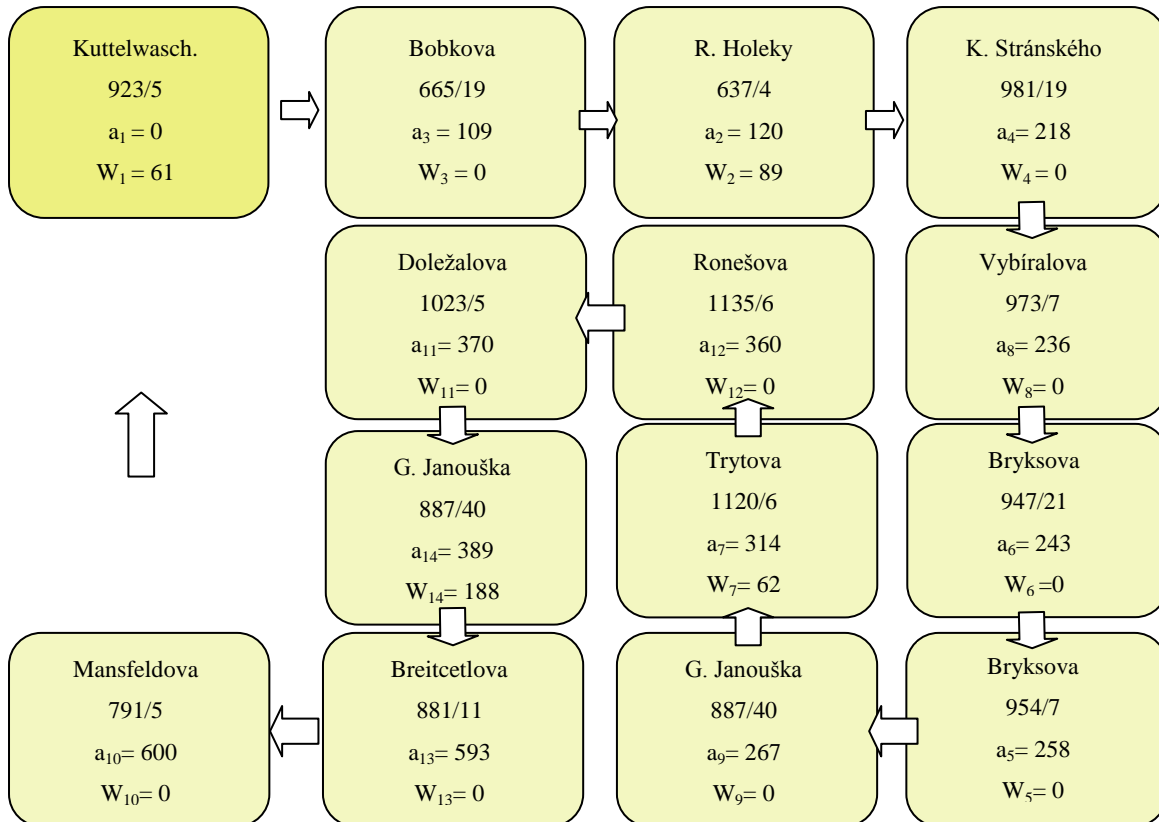 Kuttelwasch.
923/5
a₁ = 0
W₁ = 61
Bobkova
665/19
a₃ = 109
W₃ = 0
R. Holeky
637/4
a₂ = 120
W₂ = 89
K. Stránského
981/19
a₄ = 218
W₄ = 0
Vybíralova
973/7
a₈= 236
W₈= 0
Bryksova
947/21
a₆= 243
W₆ =0
Bryksova
954/7
a₅= 258
W₅= 0
G. Janouška
887/40
a₉= 267
W₉= 0
Trytova
1120/6
a₇= 314
W₇= 62
Ronešova
1135/6
a₁₂= 360
W₁₂= 0
Doležalova
1023/5
a₁₁= 370
W₁₁= 0
G. Janouška
887/40
a₁₄= 389
W₁₄= 188
Breitcetlova
881/11
a₁₃= 593
W₁₃= 0
Mansfeldova
791/5
a₁₀= 600
W₁₀= 0